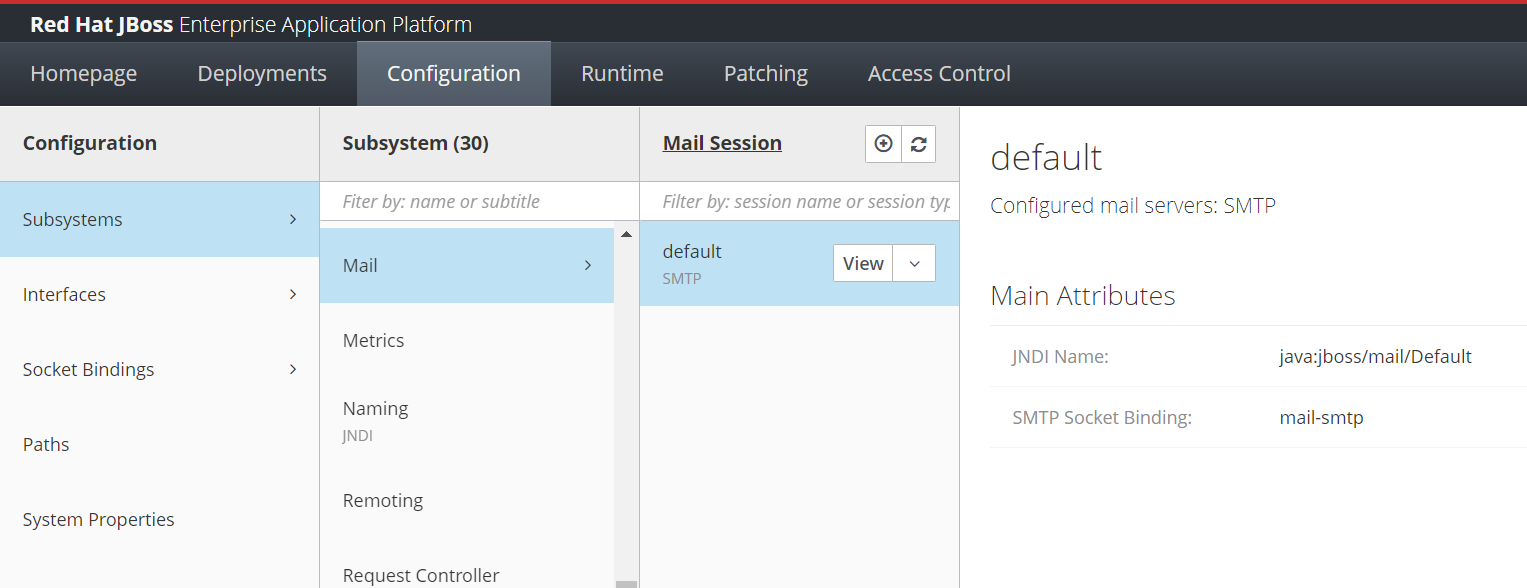 Red Hat JBoss Enterprise Application Platform
Homepage Deployments Configuration Runtime Patching Access Control
Configuration
Subsystems
Interfaces
Socket Bindings
Paths
System Properties
Subsystem (30)
Fiter by: name or subtitle
Mail
Metrics
Naming
JNDI
Remoting
Request Controller
Mail Session
Filter by: session name or session typ
default
SMTP
View
default
Configured mail servers: SMTP
Main Attributes
JNDI Name: java:jboss/mail/Default
SMTP Socket Binding: mail-smtp